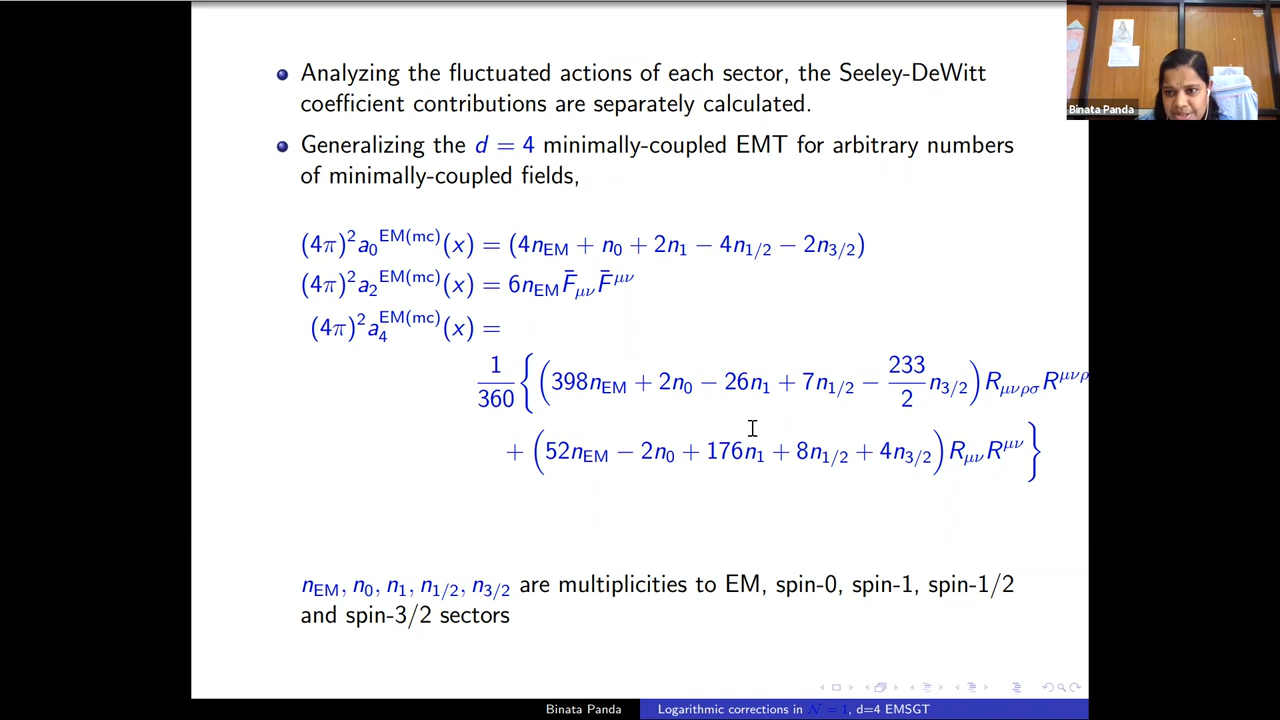 Analyzing the fluctuated actions of each sector, the Seeley-DeWitt
coefficient contributions are separately calculated.
Generalizing the d = 4 minimally-coupled EMT for arbitrary numbers
of minimally-coupled fields,
(4π)²a₀^EM(mc)(x) = (4n_EM + n₀ + 2n₁ − 4n_1/2 − 2n_3/2)
(4π)²a₂^EM(mc)(x) = 6n_EM F̄_μν F̄^μν
(4π)²a₄^EM(mc)(x) =
1/360 { (398n_EM + 2n₀ − 26n₁ + 7n_1/2 − 233/2 n_3/2) R_μνρσ R^μνρ
+ (52n_EM − 2n₀ + 176n₁ + 8n_1/2 + 4n_3/2) R_μν R^μν }
n_EM, n₀, n₁, n_1/2, n_3/2 are multiplicities to EM, spin-0, spin-1, spin-1/2
and spin-3/2 sectors
Binata Panda
Binata Panda Logarithmic corrections in N = 1, d=4 EMSGT